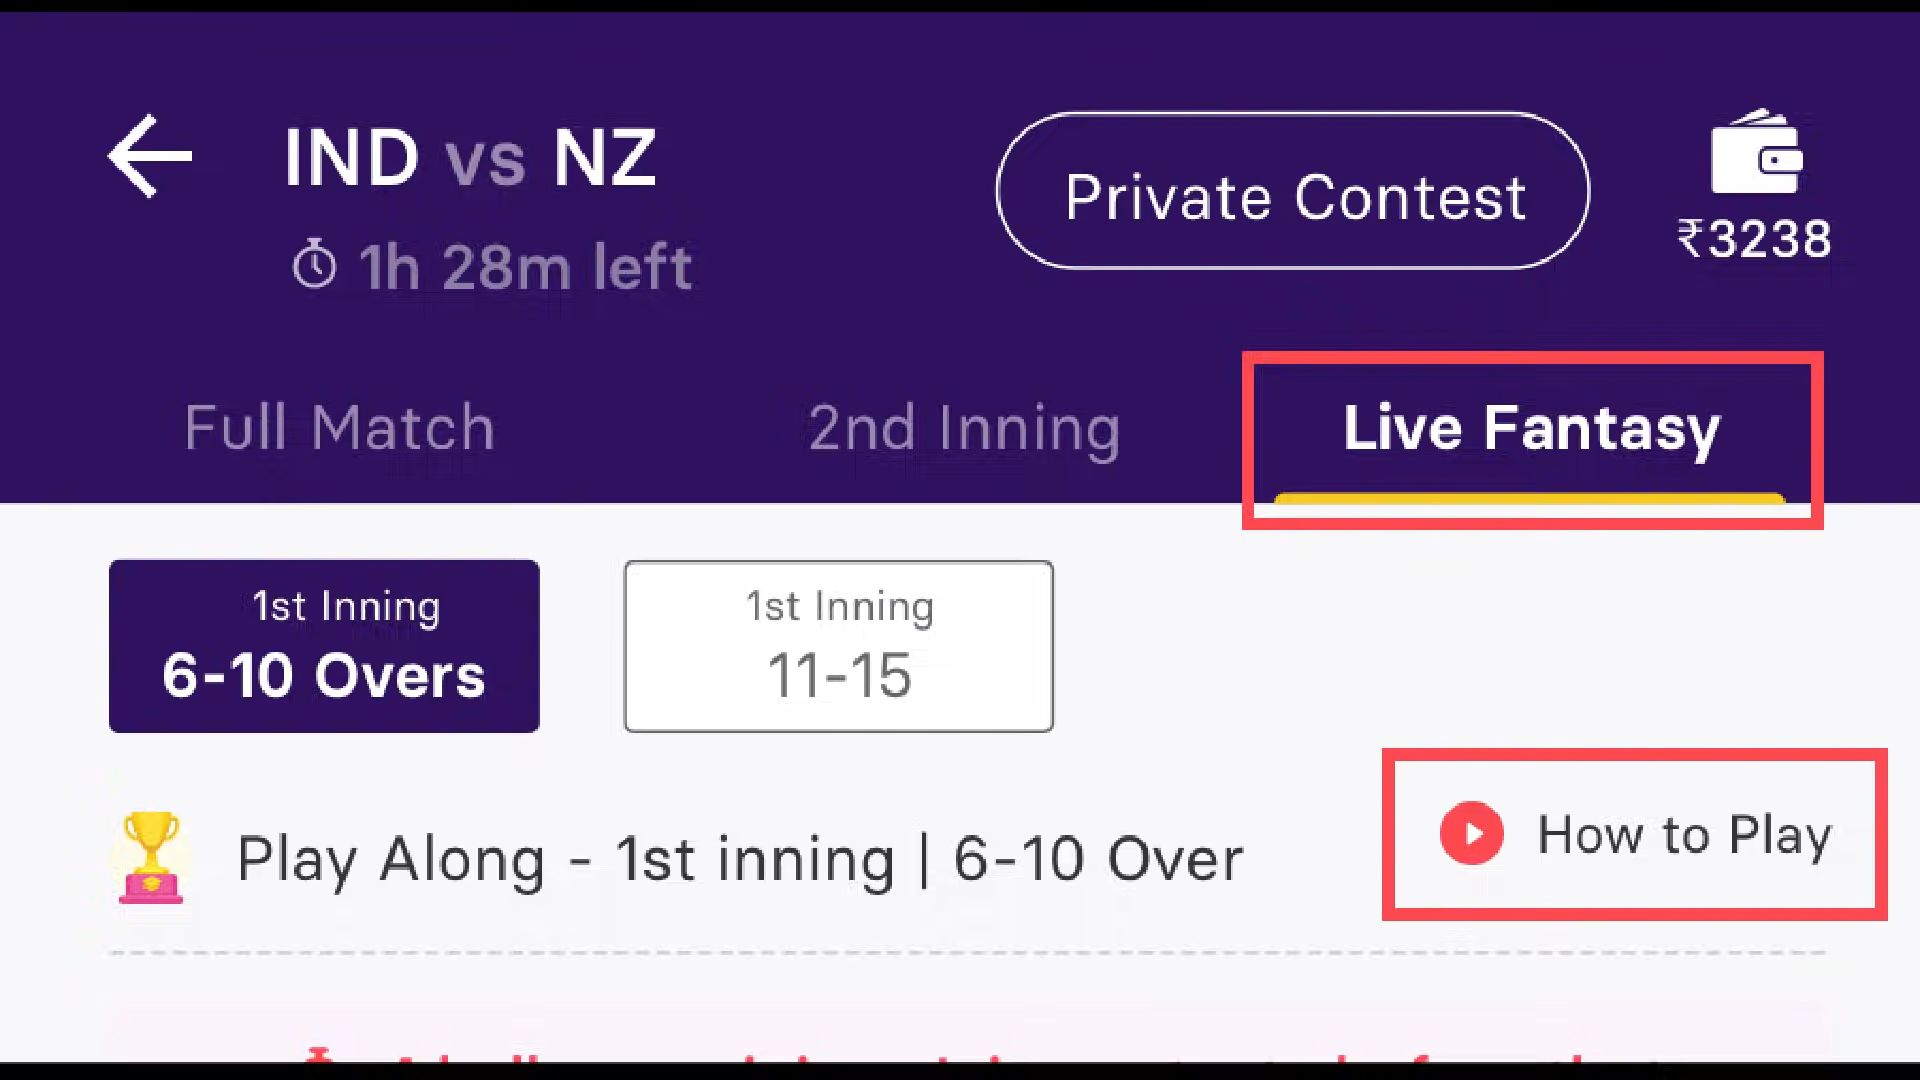 IND vs NZ
1h 28m left
Private Contest
₹3238
Full Match
2nd Inning
Live Fantasy
1st Inning
6-10 Overs
1st Inning
11-15
Play Along - 1st inning | 6-10 Over
How to Play